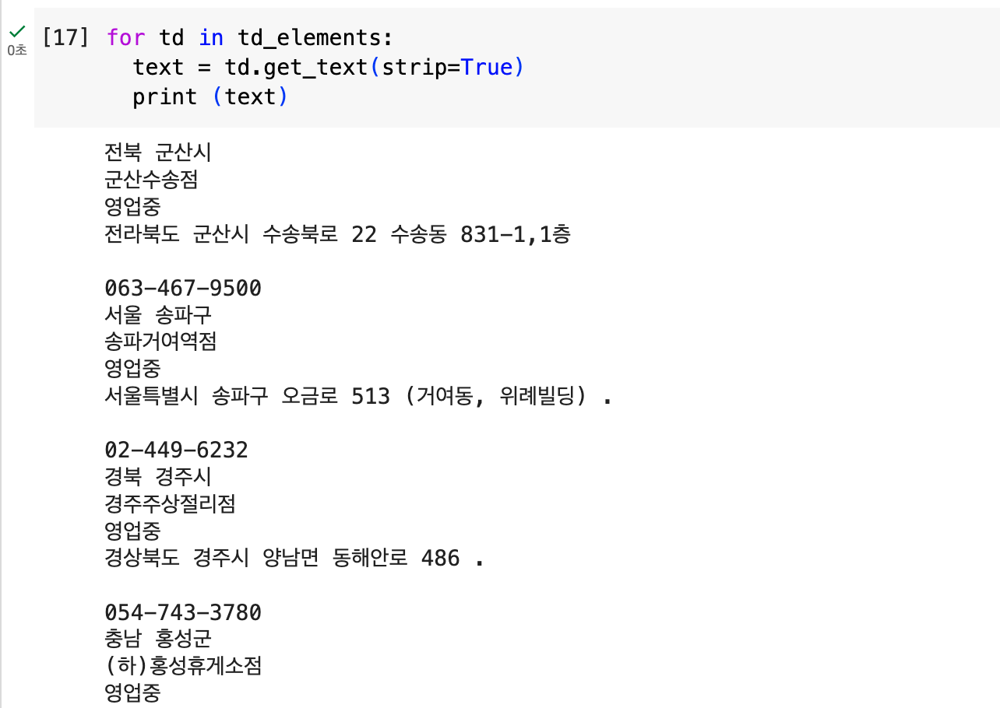 [17] for td in td_elements:
0초
text = td.get_text(strip=True)
print (text)
전북 군산시
군산수송점
영업중
전라북도 군산시 수송북로 22 수송동 831-1,1층
063-467-9500
서울 송파구
송파거여역점
영업중
서울특별시 송파구 오금로 513 (거여동, 위례빌딩) .
02-449-6232
경북 경주시
경주주상절리점
영업중
경상북도 경주시 양남면 동해안로 486 .
054-743-3780
충남 홍성군
(하)홍성휴게소점
영업중